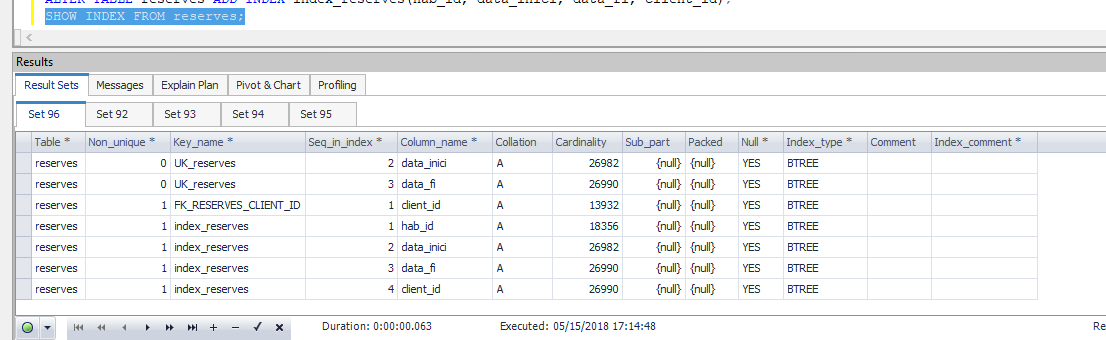 ALTER TABLE reserves ADD INDEX index_reserves(hab_id, data_inici, data_fi, client_id);
SHOW INDEX FROM reserves;
Results
Result Sets Messages Explain Plan Pivot & Chart Profiling
Set 96 Set 92 Set 93 Set 94 Set 95
Table * Non_unique * Key_name * Seq_in_index * Column_name * Collation Cardinality Sub_part Packed Null * Index_type * Comment Index_comment *
reserves 0 UK_reserves 2 data_inici A 26982 {null} {null} YES BTREE
reserves 0 UK_reserves 3 data_fi A 26990 {null} {null} YES BTREE
reserves 1 FK_RESERVES_CLIENT_ID 1 client_id A 13932 {null} {null} YES BTREE
reserves 1 index_reserves 1 hab_id A 18356 {null} {null} YES BTREE
reserves 1 index_reserves 2 data_inici A 26982 {null} {null} YES BTREE
reserves 1 index_reserves 3 data_fi A 26990 {null} {null} YES BTREE
reserves 1 index_reserves 4 client_id A 26990 {null} {null} YES BTREE
Duration: 0:00:00.063 Executed: 05/15/2018 17:14:48 Re